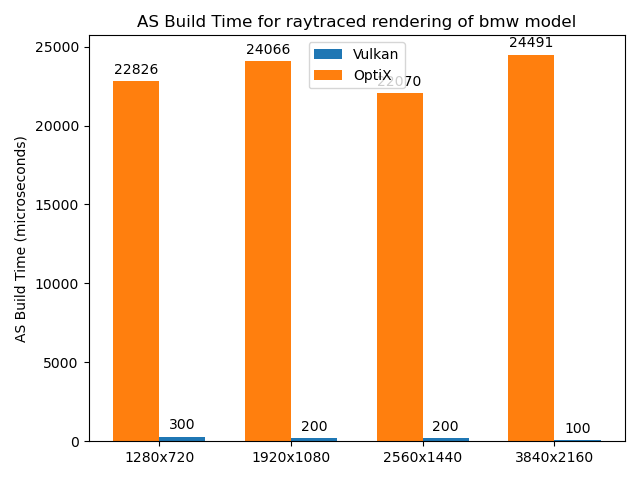 AS Build Time for raytraced rendering of bmw model
AS Build Time (microseconds)
25000
20000
15000
10000
5000
0
Vulkan
OptiX
22826
24066
22070
24491
300
200
200
100
1280x720
1920x1080
2560x1440
3840x2160